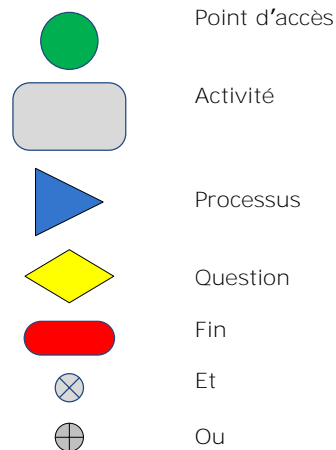 Point d'accès
Activité
Processus
Question
Fin
Et
Ou